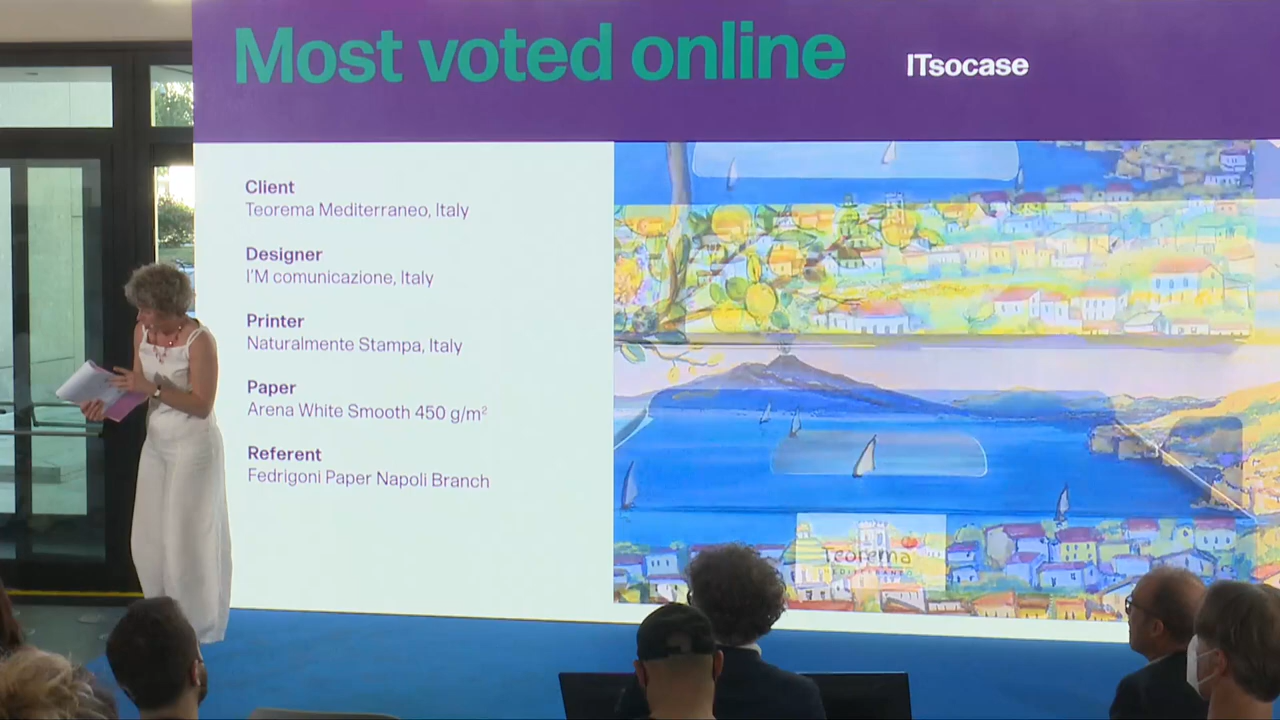 Most voted online
ITsocase
Client
Teorema Mediterraneo, Italy
Designer
I'M comunicazione, Italy
Printer
Naturalmente Stampa, Italy
Paper
Arena White Smooth 450 g/m²
Referent
Fedrigoni Paper Napoli Branch
Teorema
MEDITERRANEO